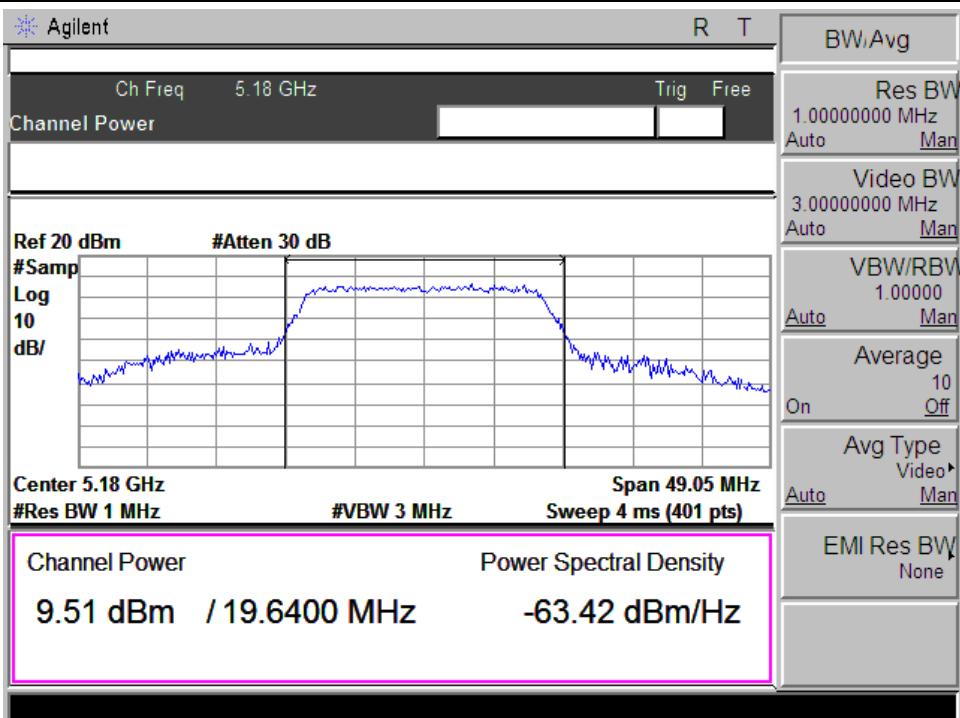 Agilent R T
Ch Freq 5.18 GHz Trig Free
Channel Power
Ref 20 dBm #Atten 30 dB
#Samp
Log
10
dB/
Center 5.18 GHz Span 49.05 MHz
#Res BW 1 MHz #VBW 3 MHz Sweep 4 ms (401 pts)
Channel Power Power Spectral Density
9.51 dBm / 19.6400 MHz -63.42 dBm/Hz
BW/Avg
Res BW
1.00000000 MHz
Auto Man
Video BW
3.00000000 MHz
Auto Man
VBW/RBW
1.00000
Auto Man
Average
10
On Off
Avg Type
Video
Auto Man
EMI Res BW
None